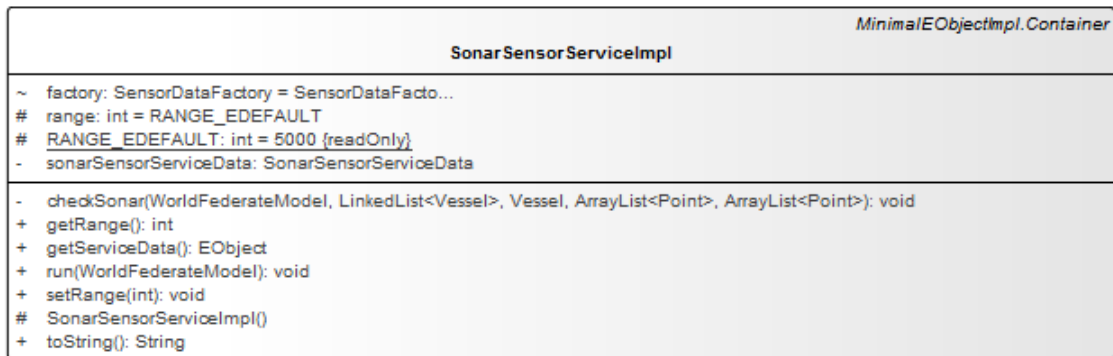 MinimalEObjectImpl.Container
SonarSensorServiceImpl
~ factory: SensorDataFactory = SensorDataFacto...
# range: int = RANGE_EDEFAULT
# RANGE_EDEFAULT: int = 5000 {readOnly}
- sonarSensorServiceData: SonarSensorServiceData
- checkSonar(WorldFederateModel, LinkedList<Vessel>, Vessel, ArrayList<Point>, ArrayList<Point>): void
+ getRange(): int
+ getServiceData(): EObject
+ run(WorldFederateModel): void
+ setRange(int): void
# SonarSensorServiceImpl()
+ toString(): String